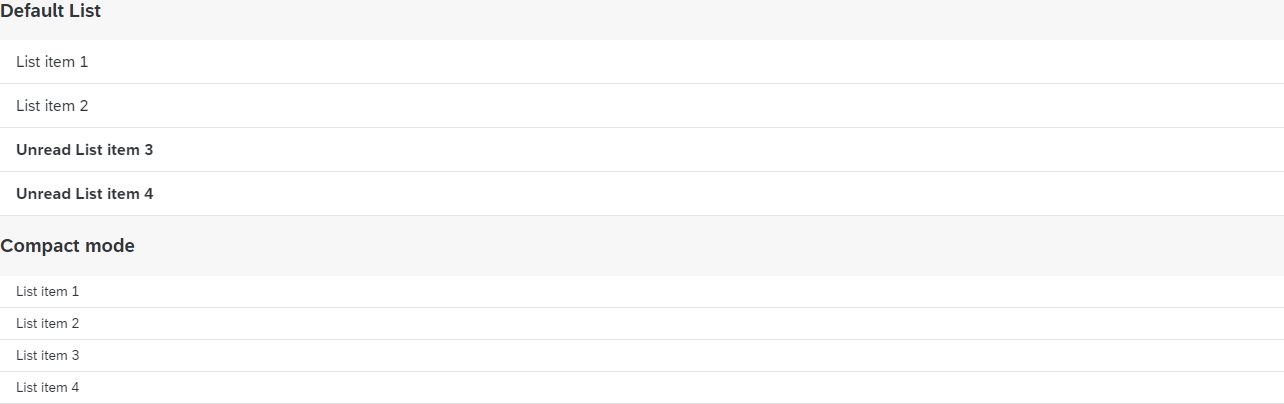 Default List
List item 1
List item 2
Unread List item 3
Unread List item 4
Compact mode
List item 1
List item 2
List item 3
List item 4